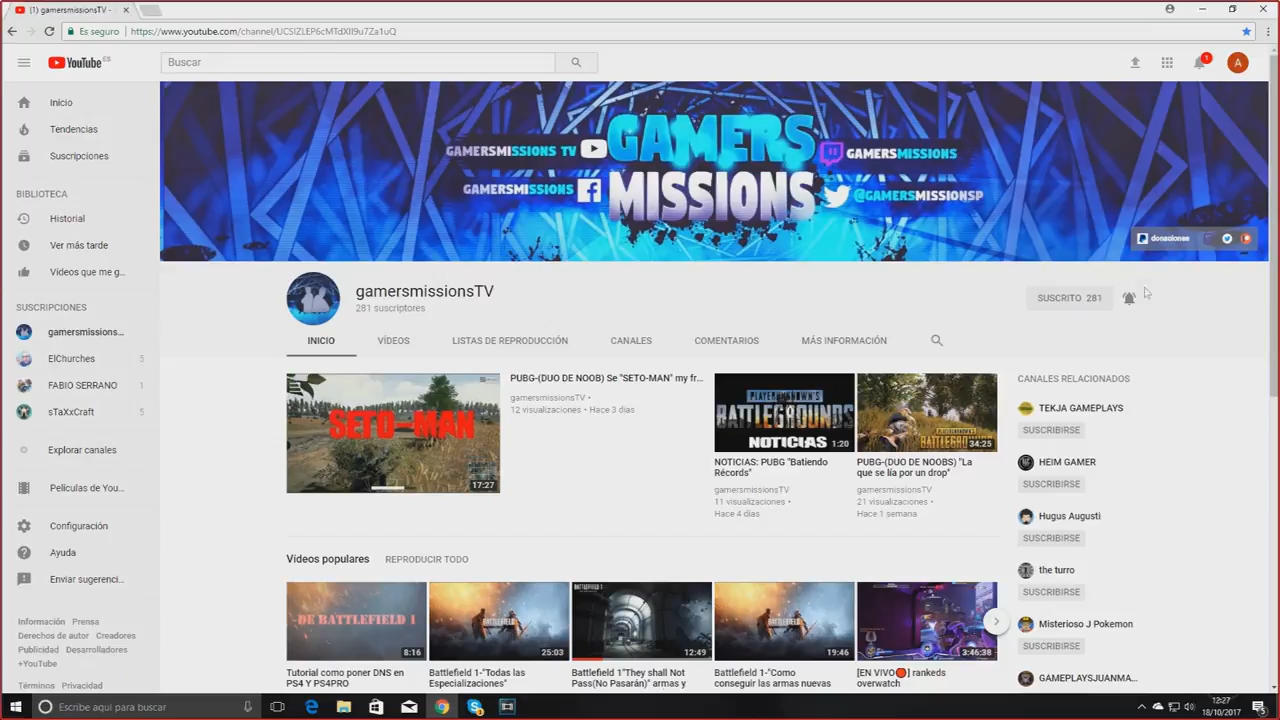 (1) gamersmissionsTV -
Es seguro
https://www.youtube.com/channel/UCSIZLEP6cMTdXII9u7Za1uQ
YouTube ES
Buscar
1
A
Inicio
Tendencias
Suscripciones
BIBLIOTECA
Historial
Ver más tarde
Vídeos que me g...
SUSCRIPCIONES
gamersmissions...
ElChurches 5
FABIO SERRANO 1
sTaXxCraft 5
Explorar canales
Películas de You...
Configuración
Ayuda
Enviar sugerenci...
Información Prensa
Derechos de autor Creadores
Publicidad Desarrolladores
+YouTube
Términos Privacidad
GAMERSMISSIONS TV
GAMERSMISSIONS
GAMERS
MISSIONS
GAMERSMISSIONS
@GAMERSMISSIONSP
donaciones
gamersmissionsTV
281 suscriptores
SUSCRITO 281
INICIO
VÍDEOS
LISTAS DE REPRODUCCIÓN
CANALES
COMENTARIOS
MÁS INFORMACIÓN
SETO-MAN
17:27
PUBG-(DUO DE NOOB) Se "SETO-MAN" my fr...
gamersmissionsTV •
12 visualizaciones • Hace 3 días
PLAYERUNKNOWN'S
BATTLEGROUNDS
NOTICIAS
1:20
NOTICIAS: PUBG "Batiendo
Récords"
gamersmissionsTV
11 visualizaciones •
Hace 4 días
BATTLEGROUNDS
34:25
PUBG-(DUO DE NOOBS) "La
que se lía por un drop"
gamersmissionsTV
21 visualizaciones •
Hace 1 semana
CANALES RELACIONADOS
TEKJA GAMEPLAYS
SUSCRIBIRSE
HEIM GAMER
SUSCRIBIRSE
Hugus Augusti
SUSCRIBIRSE
the turro
SUSCRIBIRSE
Misterioso J Pokemon
SUSCRIBIRSE
GAMEPLAYSJUANMA...
Vídeos populares
REPRODUCIR TODO
DE BATTLEFIELD 1
8:16
Tutorial como poner DNS en
PS4 Y PS4PRO
BATTLEFIELD
25:03
Battlefield 1-"Todas las
Especializaciones"
12:49
Battlefield 1"They shall Not
Pass(No Pasarán)" armas y
BATTLEFIELD
19:46
Battlefield 1-"Como
conseguir las armas nuevas
3:46:38
[EN VIVO🔴] rankeds
overwatch
Escribe aquí para buscar
12:27
18/10/2017
5